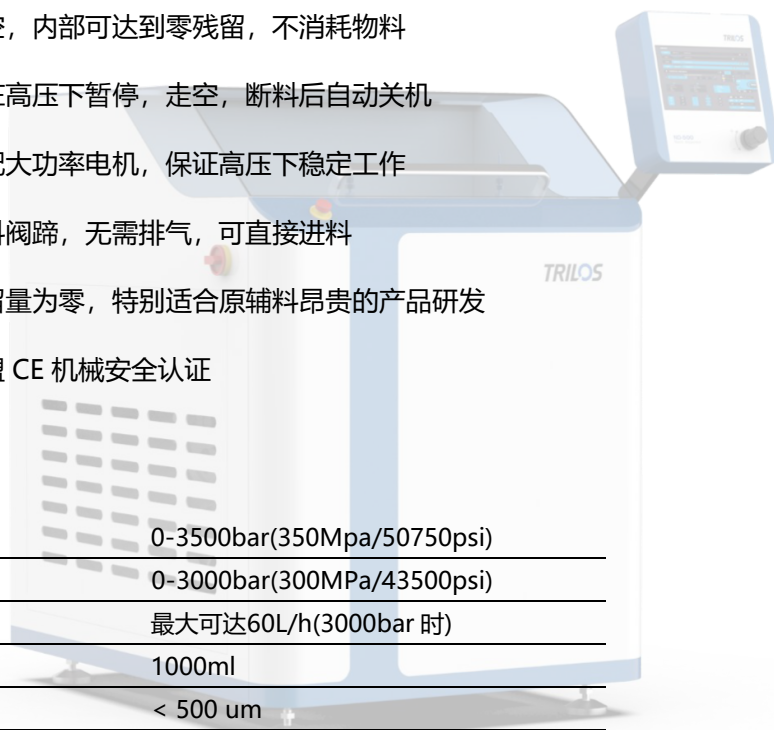 空，内部可达到零残留，不消耗物料
在高压下暂停，走空，断料后自动关机
配大功率电机，保证高压下稳定工作
料阀蹄，无需排气，可直接进料
留量为零，特别适合原辅料昂贵的产品研发
盟 CE 机械安全认证
TRILOS
TRILOS
0-3500bar(350Mpa/50750psi)
0-3000bar(300MPa/43500psi)
最大可达60L/h(3000bar 时)
1000ml
< 500 um